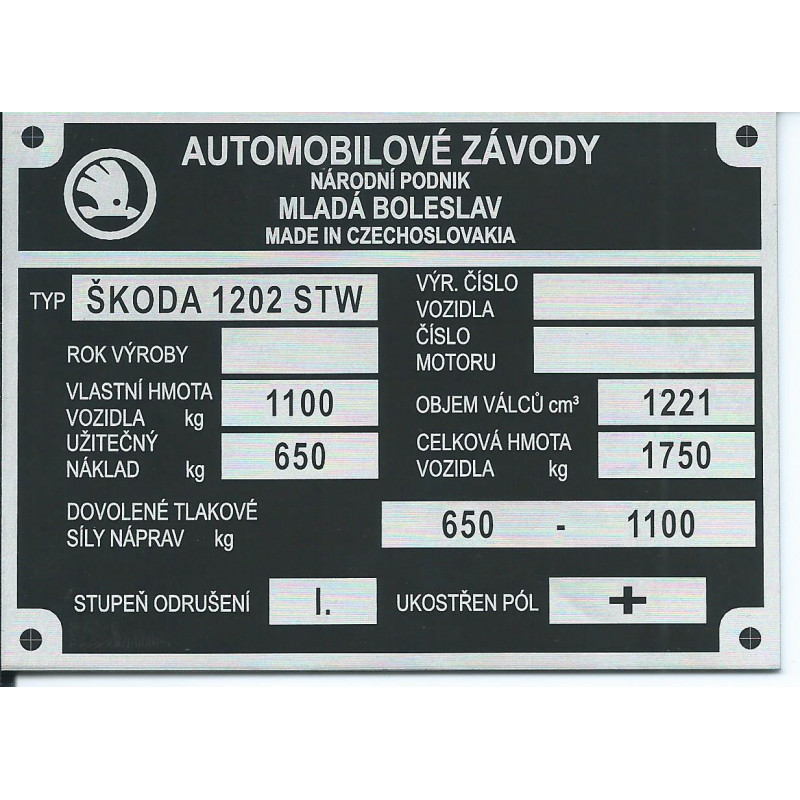 AUTOMOBILOVÉ ZÁVODY
NÁRODNÍ PODNIK
MLADÁ BOLESLAV
MADE IN CZECHOSLOVAKIA
TYP ŠKODA 1202 STW
ROK VÝROBY
VLASTNÍ HMOTA
VOZIDLA kg 1100
UŽITEČNÝ
NÁKLAD kg 650
VÝR. ČÍSLO
VOZIDLA
ČÍSLO
MOTORU
OBJEM VÁLCŮ cm³ 1221
CELKOVÁ HMOTA
VOZIDLA kg 1750
DOVOLENÉ TLAKOVÉ
SÍLY NÁPRAV kg 650 - 1100
STUPEŇ ODRUŠENÍ I. UKOSTŘEN PÓL +